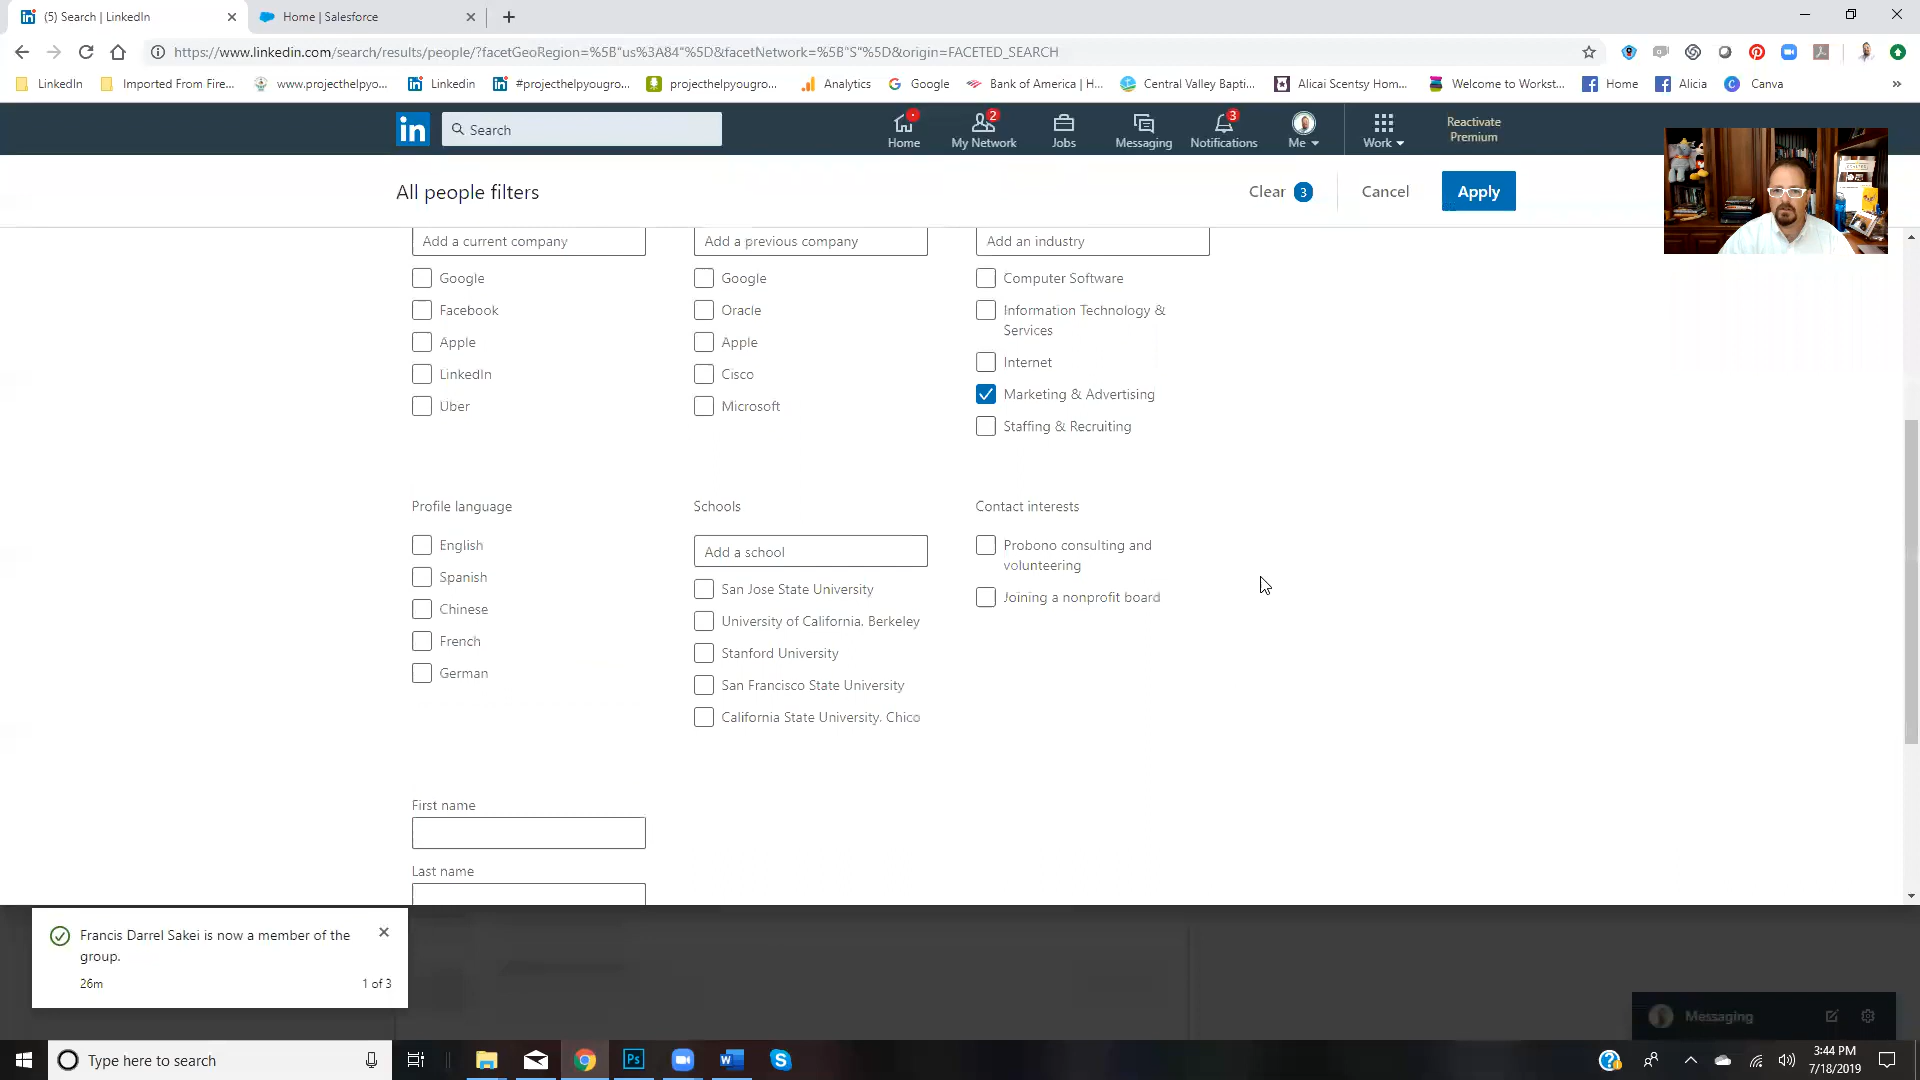 (5) Search | LinkedIn
Home | Salesforce
https://www.linkedin.com/search/results/people/?facetGeoRegion=%5B"us%3A84"%5D&facetNetwork=%5B"S"%5D&origin=FACETED_SEARCH
LinkedIn
Imported From Fire...
www.projecthelpyo...
Linkedin
#projecthelpyougro...
projecthelpyougro...
Analytics
Google
Bank of America | H...
Central Valley Bapti...
Alicai Scentsy Hom...
Welcome to Workst...
Home
Alicia
Canva
»
in
Search
Home
2
My Network
Jobs
Messaging
3
Notifications
Me
Work
Reactivate
Premium
All people filters
Clear 3
Cancel
Apply
Add a current company
Google
Facebook
Apple
LinkedIn
Uber
Add a previous company
Google
Oracle
Apple
Cisco
Microsoft
Add an industry
Computer Software
Information Technology &
Services
Internet
Marketing & Advertising
Staffing & Recruiting
Profile language
English
Spanish
Chinese
French
German
Schools
Add a school
San Jose State University
University of California, Berkeley
Stanford University
San Francisco State University
California State University, Chico
Contact interests
Probono consulting and
volunteering
Joining a nonprofit board
First name
Last name
Francis Darrel Sakei is now a member of the
group.
26m
1 of 3
Messaging
Type here to search
Ps
W
S
3:44 PM
7/18/2019